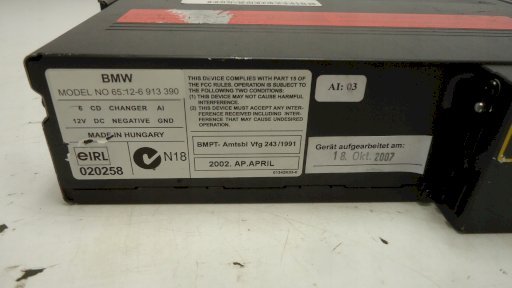 BMW
MODEL NO 65:12-6 913 390
6 CD CHANGER AI
12V DC NEGATIVE GND
MADE IN HUNGARY
eIRL
020258
N18
THIS DEVICE COMPLIES WITH PART 15 OF
THE FCC RULES. OPERATION IS SUBJECT TO
THE FOLLOWING TWO CONDITIONS:
(1) THIS DEVICE MAY NOT CAUSE HARMFUL
INTERFERENCE.
(2) THIS DEVICE MUST ACCEPT ANY INTER-
FERENCE RECEIVED INCLUDING INTER-
FERENCE THAT MAY CAUSE UNDESIRED
OPERATION.
BMPT- Amtsbl Vfg 243/1991
2002. AP.APRIL
AI: 03
Gerät aufgearbeitet am:
18. Okt. 2007